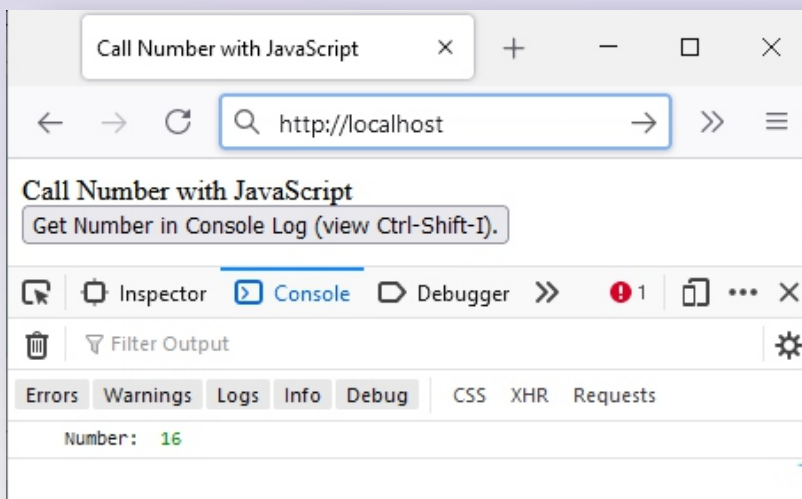 Call Number with JavaScript
http://localhost
Call Number with JavaScript
Get Number in Console Log (view Ctrl-Shift-I).
Inspector Console Debugger 1
Filter Output
Errors Warnings Logs Info Debug CSS XHR Requests
Number: 16